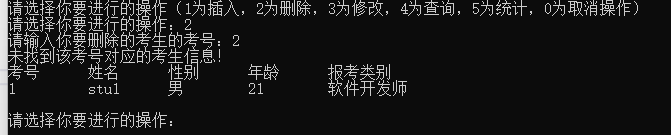 请选择你要进行的操作（1为插入，2为删除，3为修改，4为查询，5为统计，0为取消操作）
请选择你要进行的操作：2
请输入你要删除的考生的考号：2
未找到该考号对应的考生信息！
考号 姓名 性别 年龄 报考类别
1 stu1 男 21 软件开发师
请选择你要进行的操作：